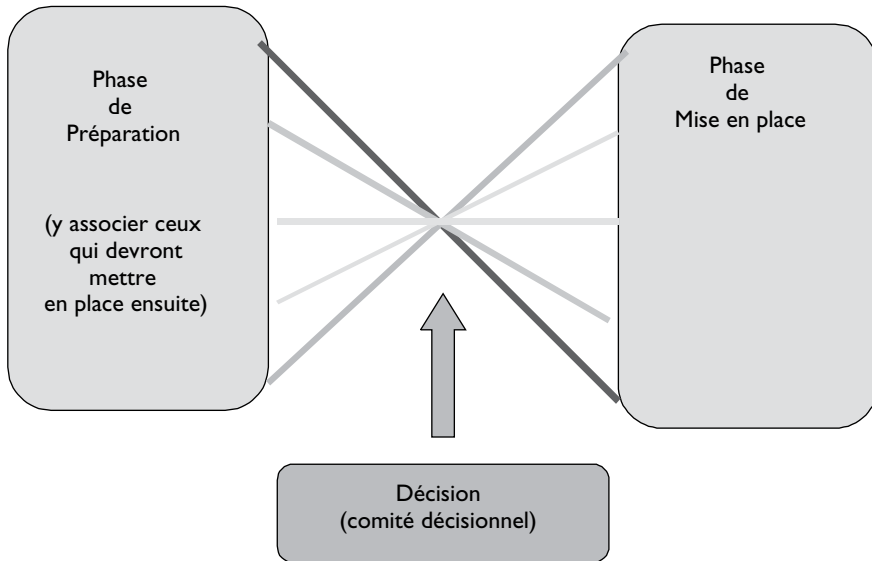 Phase
de
Préparation
(y associer ceux
qui devront
mettre
en place ensuite)
Phase
de
Mise en place
Décision
(comité décisionnel)